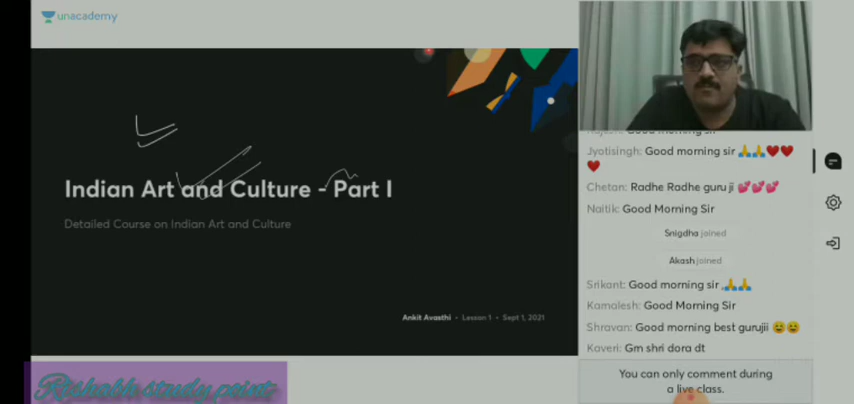 unacademy
Indian Art and Culture - Part I
Detailed Course on Indian Art and Culture
Ankit Avasthi • Lesson 1 • Sept 1, 2021
Rishabh study point
Good morning sir
Jyotisingh: Good morning sir 🙏🙏❤️❤️
❤️
Chetan: Radhe Radhe guru ji 💞💞💞
Naitik: Good Morning Sir
Snigdha joined
Akash joined
Srikant: Good morning sir .🙏🙏
Kamalesh: Good Morning Sir
Shravan: Good morning best gurujii ☺️☺️
Kaveri: Gm shri dora dt
You can only comment during
a live class.